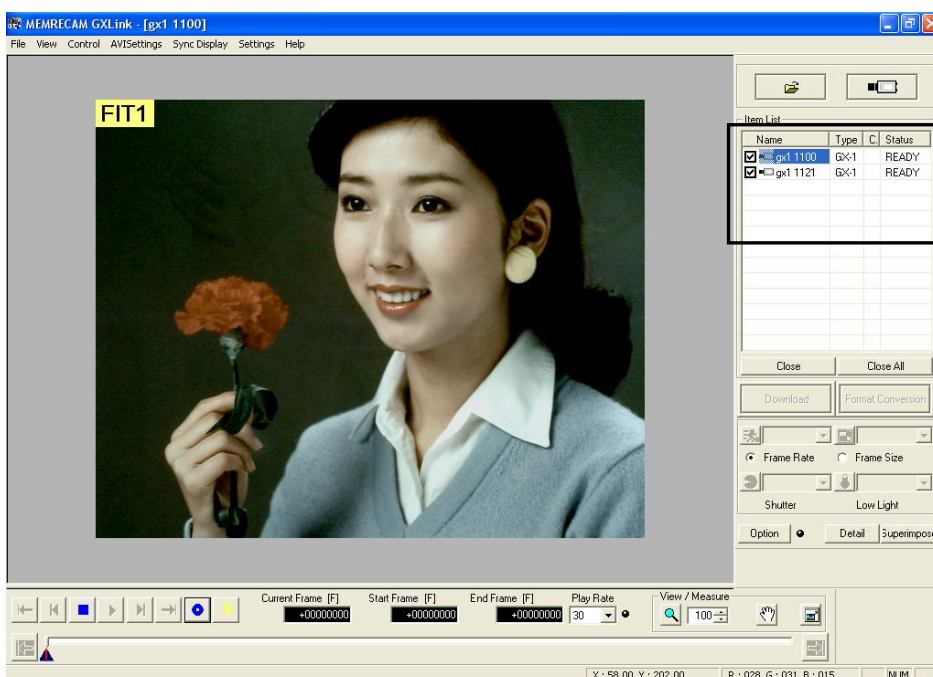 MEMRECAM GXLink - [gx1 1100]
File View Control AVISettings Sync Display Settings Help
FIT1
Item List
Name Type C. Status
gx1 1100 GX-1 READY
gx1 1121 GX-1 READY
Close Close All
Download Format Conversion
Frame Rate Frame Size
Shutter Low Light
Option Detail Superimpos
Current Frame [F] Start Frame [F] End Frame [F] Play Rate View / Measure
+00000000 +00000000 +00000000 30 100
X : 58.00 Y : 202.00 R : 028 G : 031 B : 015 NUM